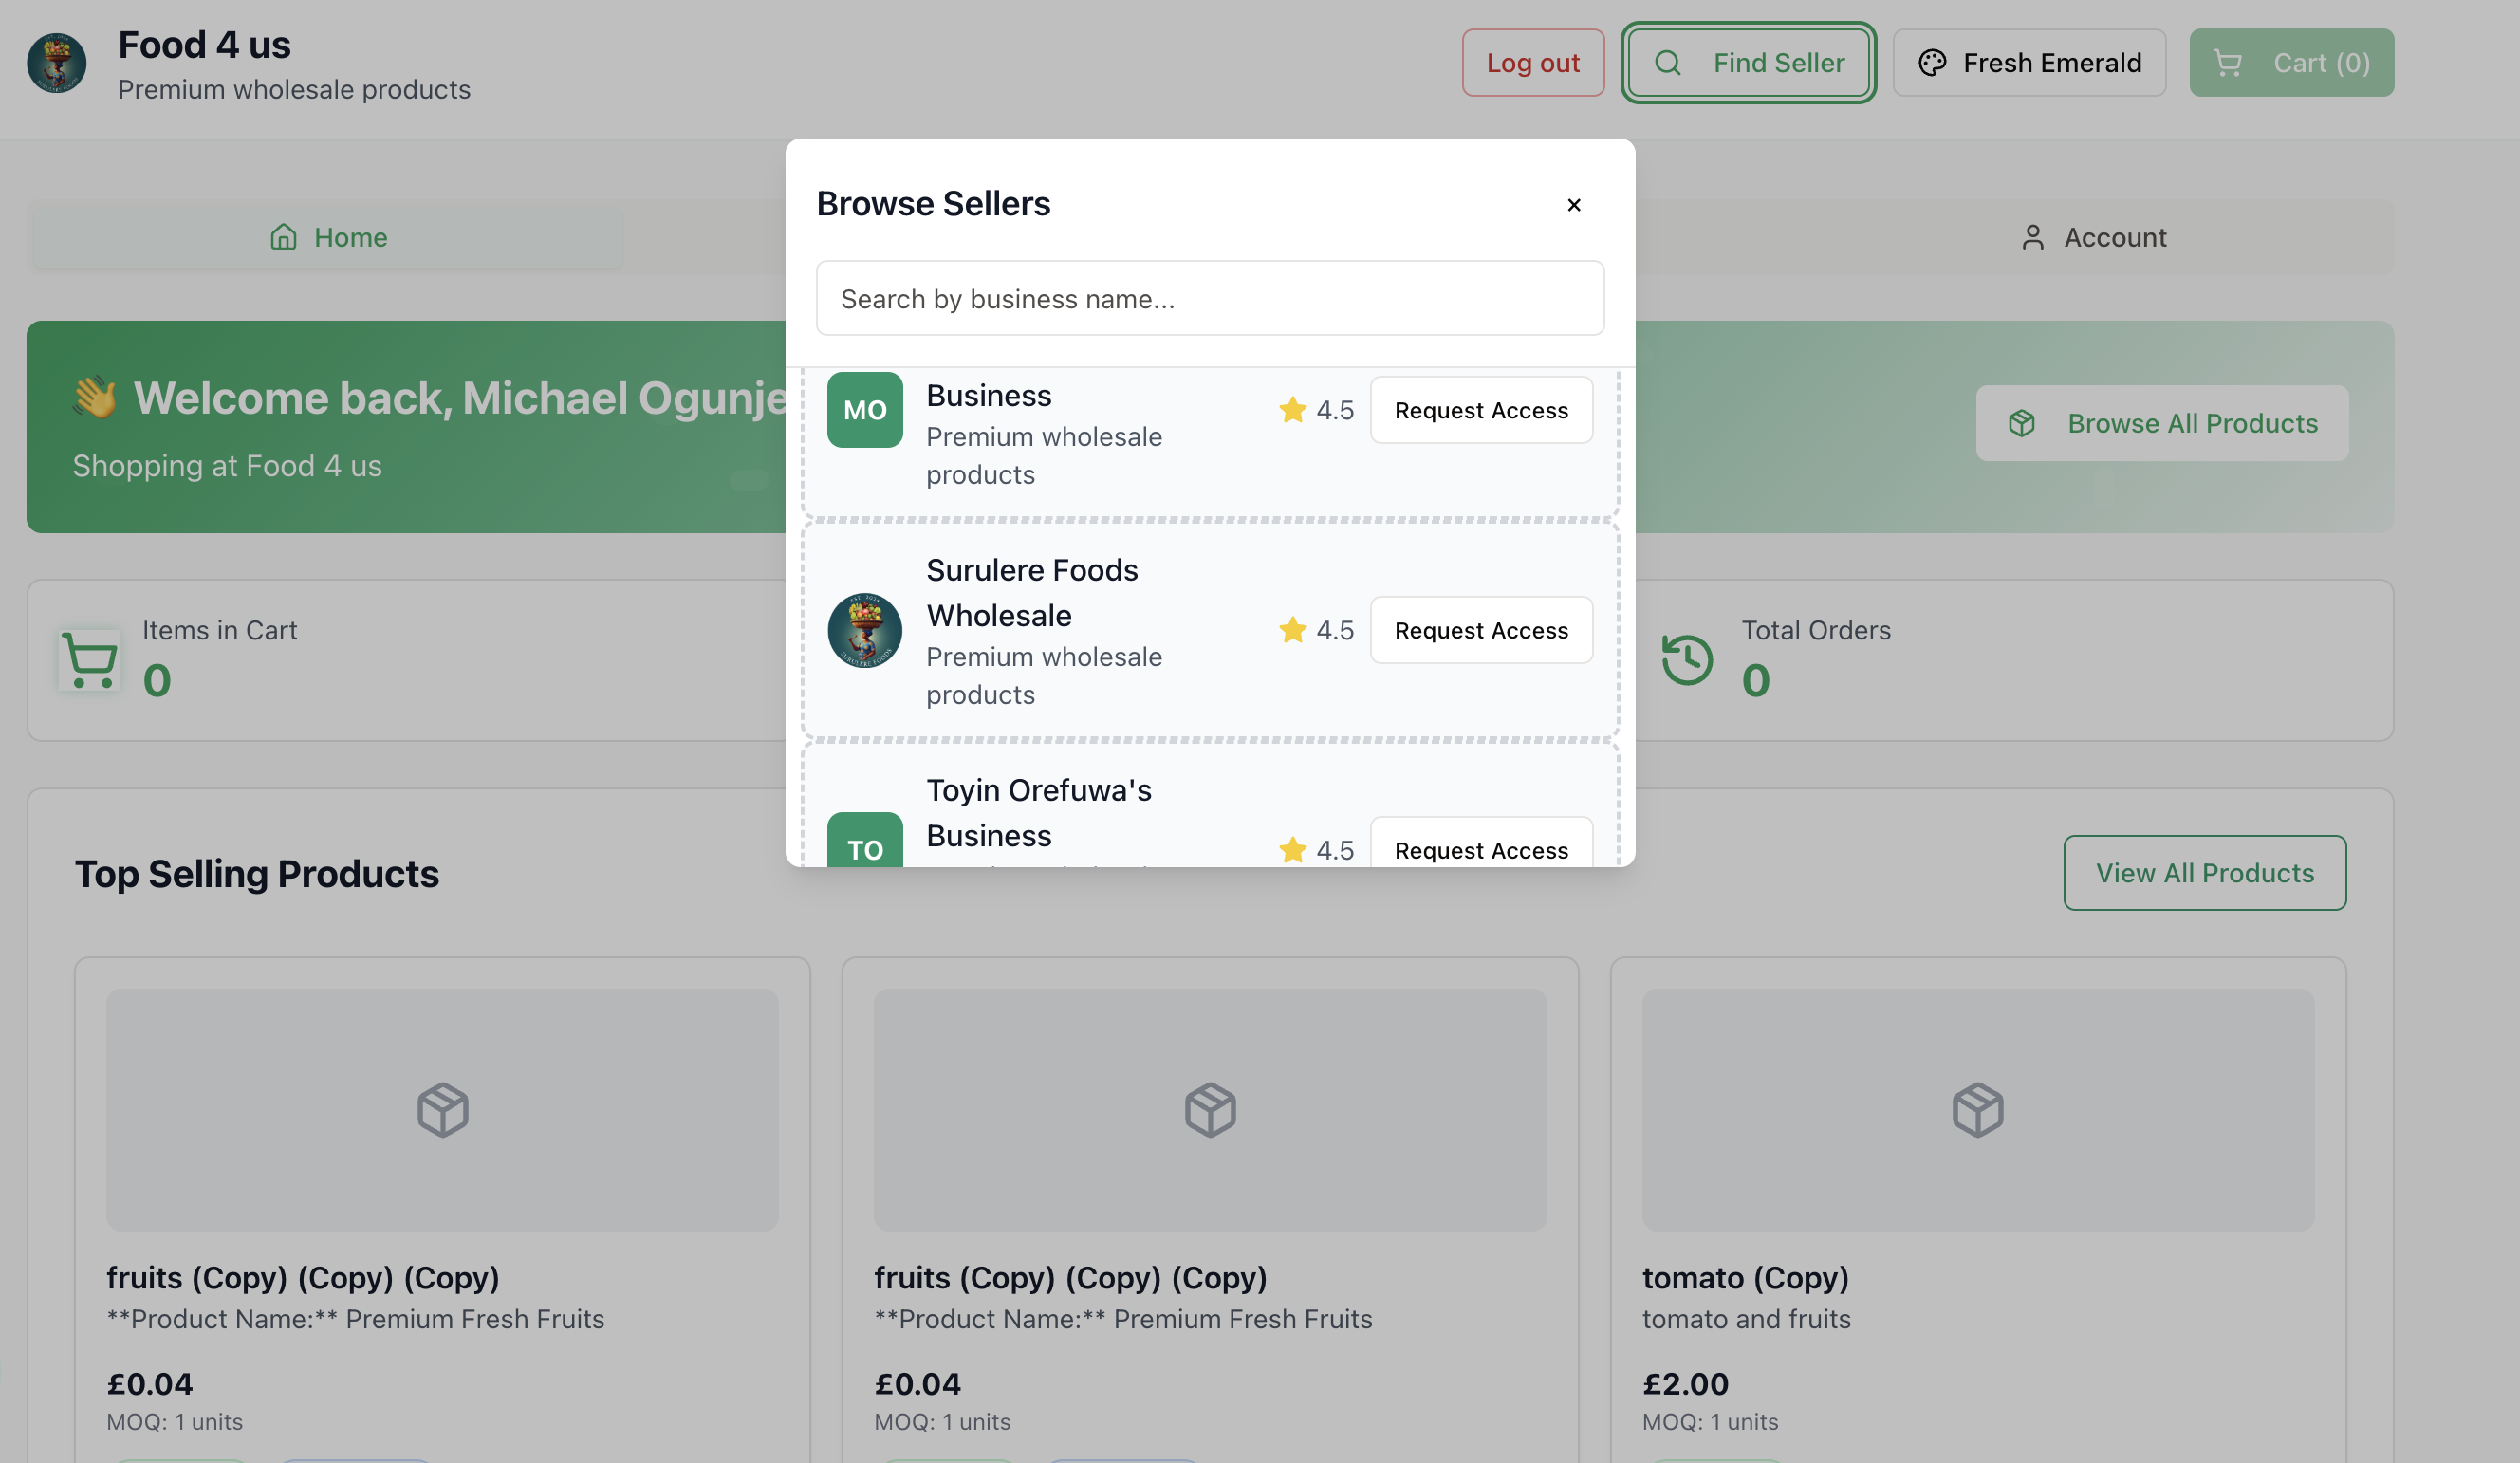 Food 4 us
Premium wholesale products
Log out
Find Seller
Fresh Emerald
Cart (0)
Home
Account
Browse Sellers
×
Search by business name...
👋 Welcome back, Michael Ogunje
Shopping at Food 4 us
Browse All Products
MO
Business
Premium wholesale
products
4.5
Request Access
Surulere Foods
Wholesale
Premium wholesale
products
4.5
Request Access
EST. 2024
SURULERE FOODS
TO
Toyin Orefuwa's
Business
4.5
Request Access
Items in Cart
0
Total Orders
0
Top Selling Products
View All Products
fruits (Copy) (Copy) (Copy)
**Product Name:** Premium Fresh Fruits
£0.04
MOQ: 1 units
fruits (Copy) (Copy) (Copy)
**Product Name:** Premium Fresh Fruits
£0.04
MOQ: 1 units
tomato (Copy)
tomato and fruits
£2.00
MOQ: 1 units